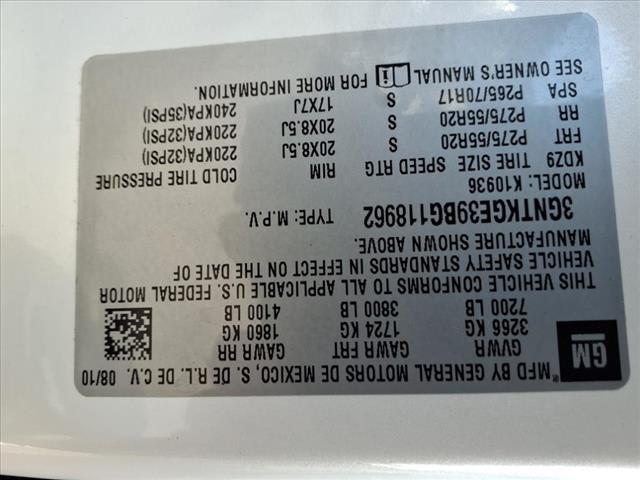 GM
®MFD BY GENERAL MOTORS DE MEXICO, S. DE R.L. DE C.V. 08/10
GVWR GAWR FRT GAWR RR
3266 KG 1724 KG 1860 KG
7200 LB 3800 LB 4100 LB
THIS VEHICLE CONFORMS TO ALL APPLICABLE U.S. FEDERAL MOTOR
VEHICLE SAFETY STANDARDS IN EFFECT ON THE DATE OF
MANUFACTURE SHOWN ABOVE.
3GNTKGE39BG118962 TYPE: M.P.V.
MODEL: K10936
KDZ9 TIRE SIZE SPEED RTG RIM COLD TIRE PRESSURE
FRT P275/55R20 S 20X8.5J 220KPA(32PSI)
RR P275/55R20 S 20X8.5J 220KPA(32PSI)
SPA P265/70R17 S 17X7J 240KPA(35PSI)
SEE OWNER'S MANUAL FOR MORE INFORMATION.